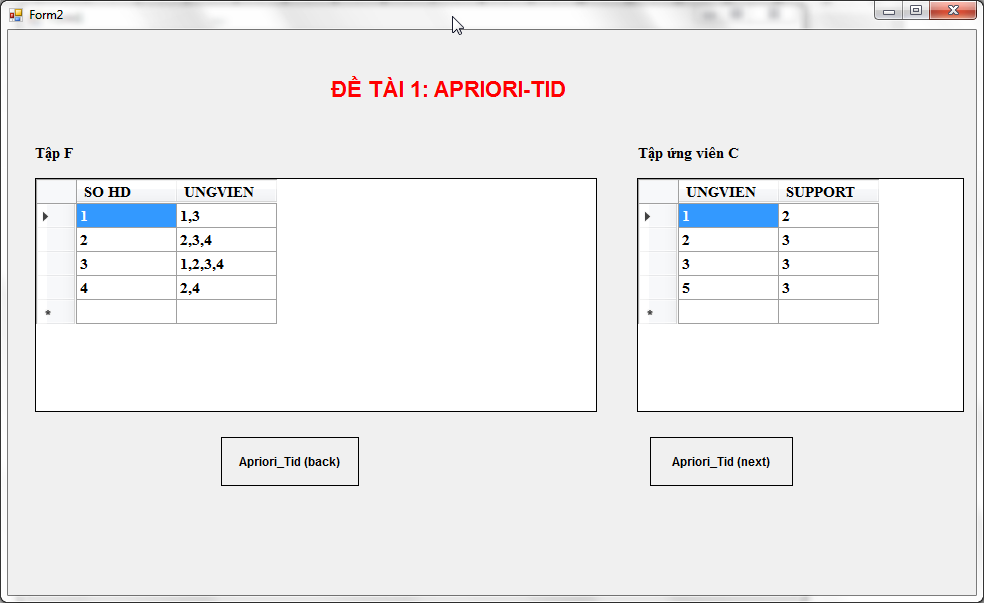 Form2
ĐỀ TÀI 1: APRIORI-TID
Tập F
Tập ứng viên C
SO HD UNGVIEN
1 1,3
2 2,3,4
3 1,2,3,4
4 2,4
*
UNGVIEN SUPPORT
1 2
2 3
3 3
5 3
*
Apriori_Tid (back)
Apriori_Tid (next)